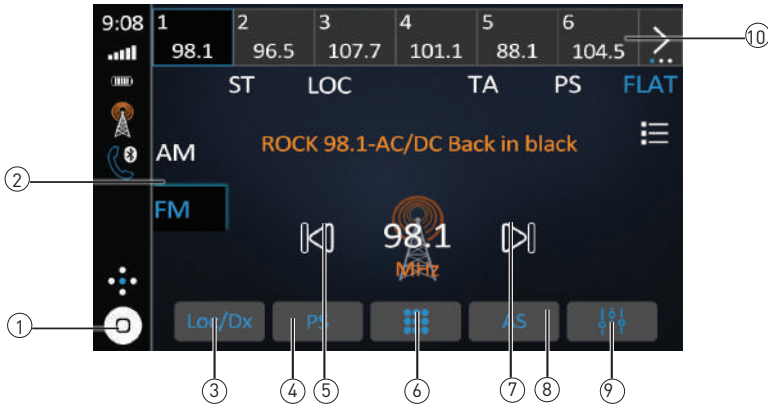 9:08 1 2 3 4 5 6
98.1 96.5 107.7 101.1 88.1 104.5
10
ST LOC TA PS FLAT
ROCK 98.1-AC/DC Back in black
AM
2
FM
98.1
MHz
1
Loc/Dx PS AS
3 4 5 6 7 8 9